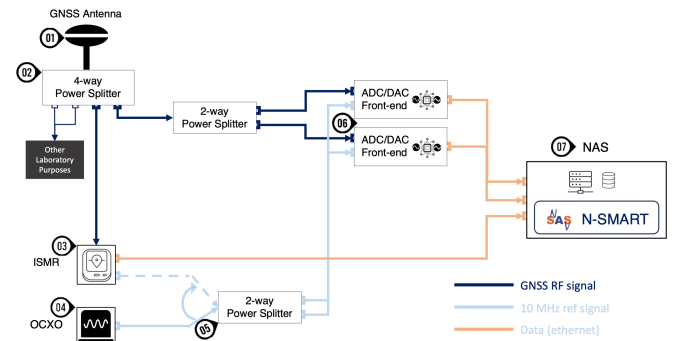 GNSS Antenna
01
02
4-way
Power Splitter
2-way
Power Splitter
ADC/DAC
Front-end
06
ADC/DAC
Front-end
Other
Laboratory
Purposes
07 NAS
SAS N-SMART
03
ISMR
04
OCXO
05
2-way
Power Splitter
GNSS RF signal
10 MHz ref signal
Data (ethernet)